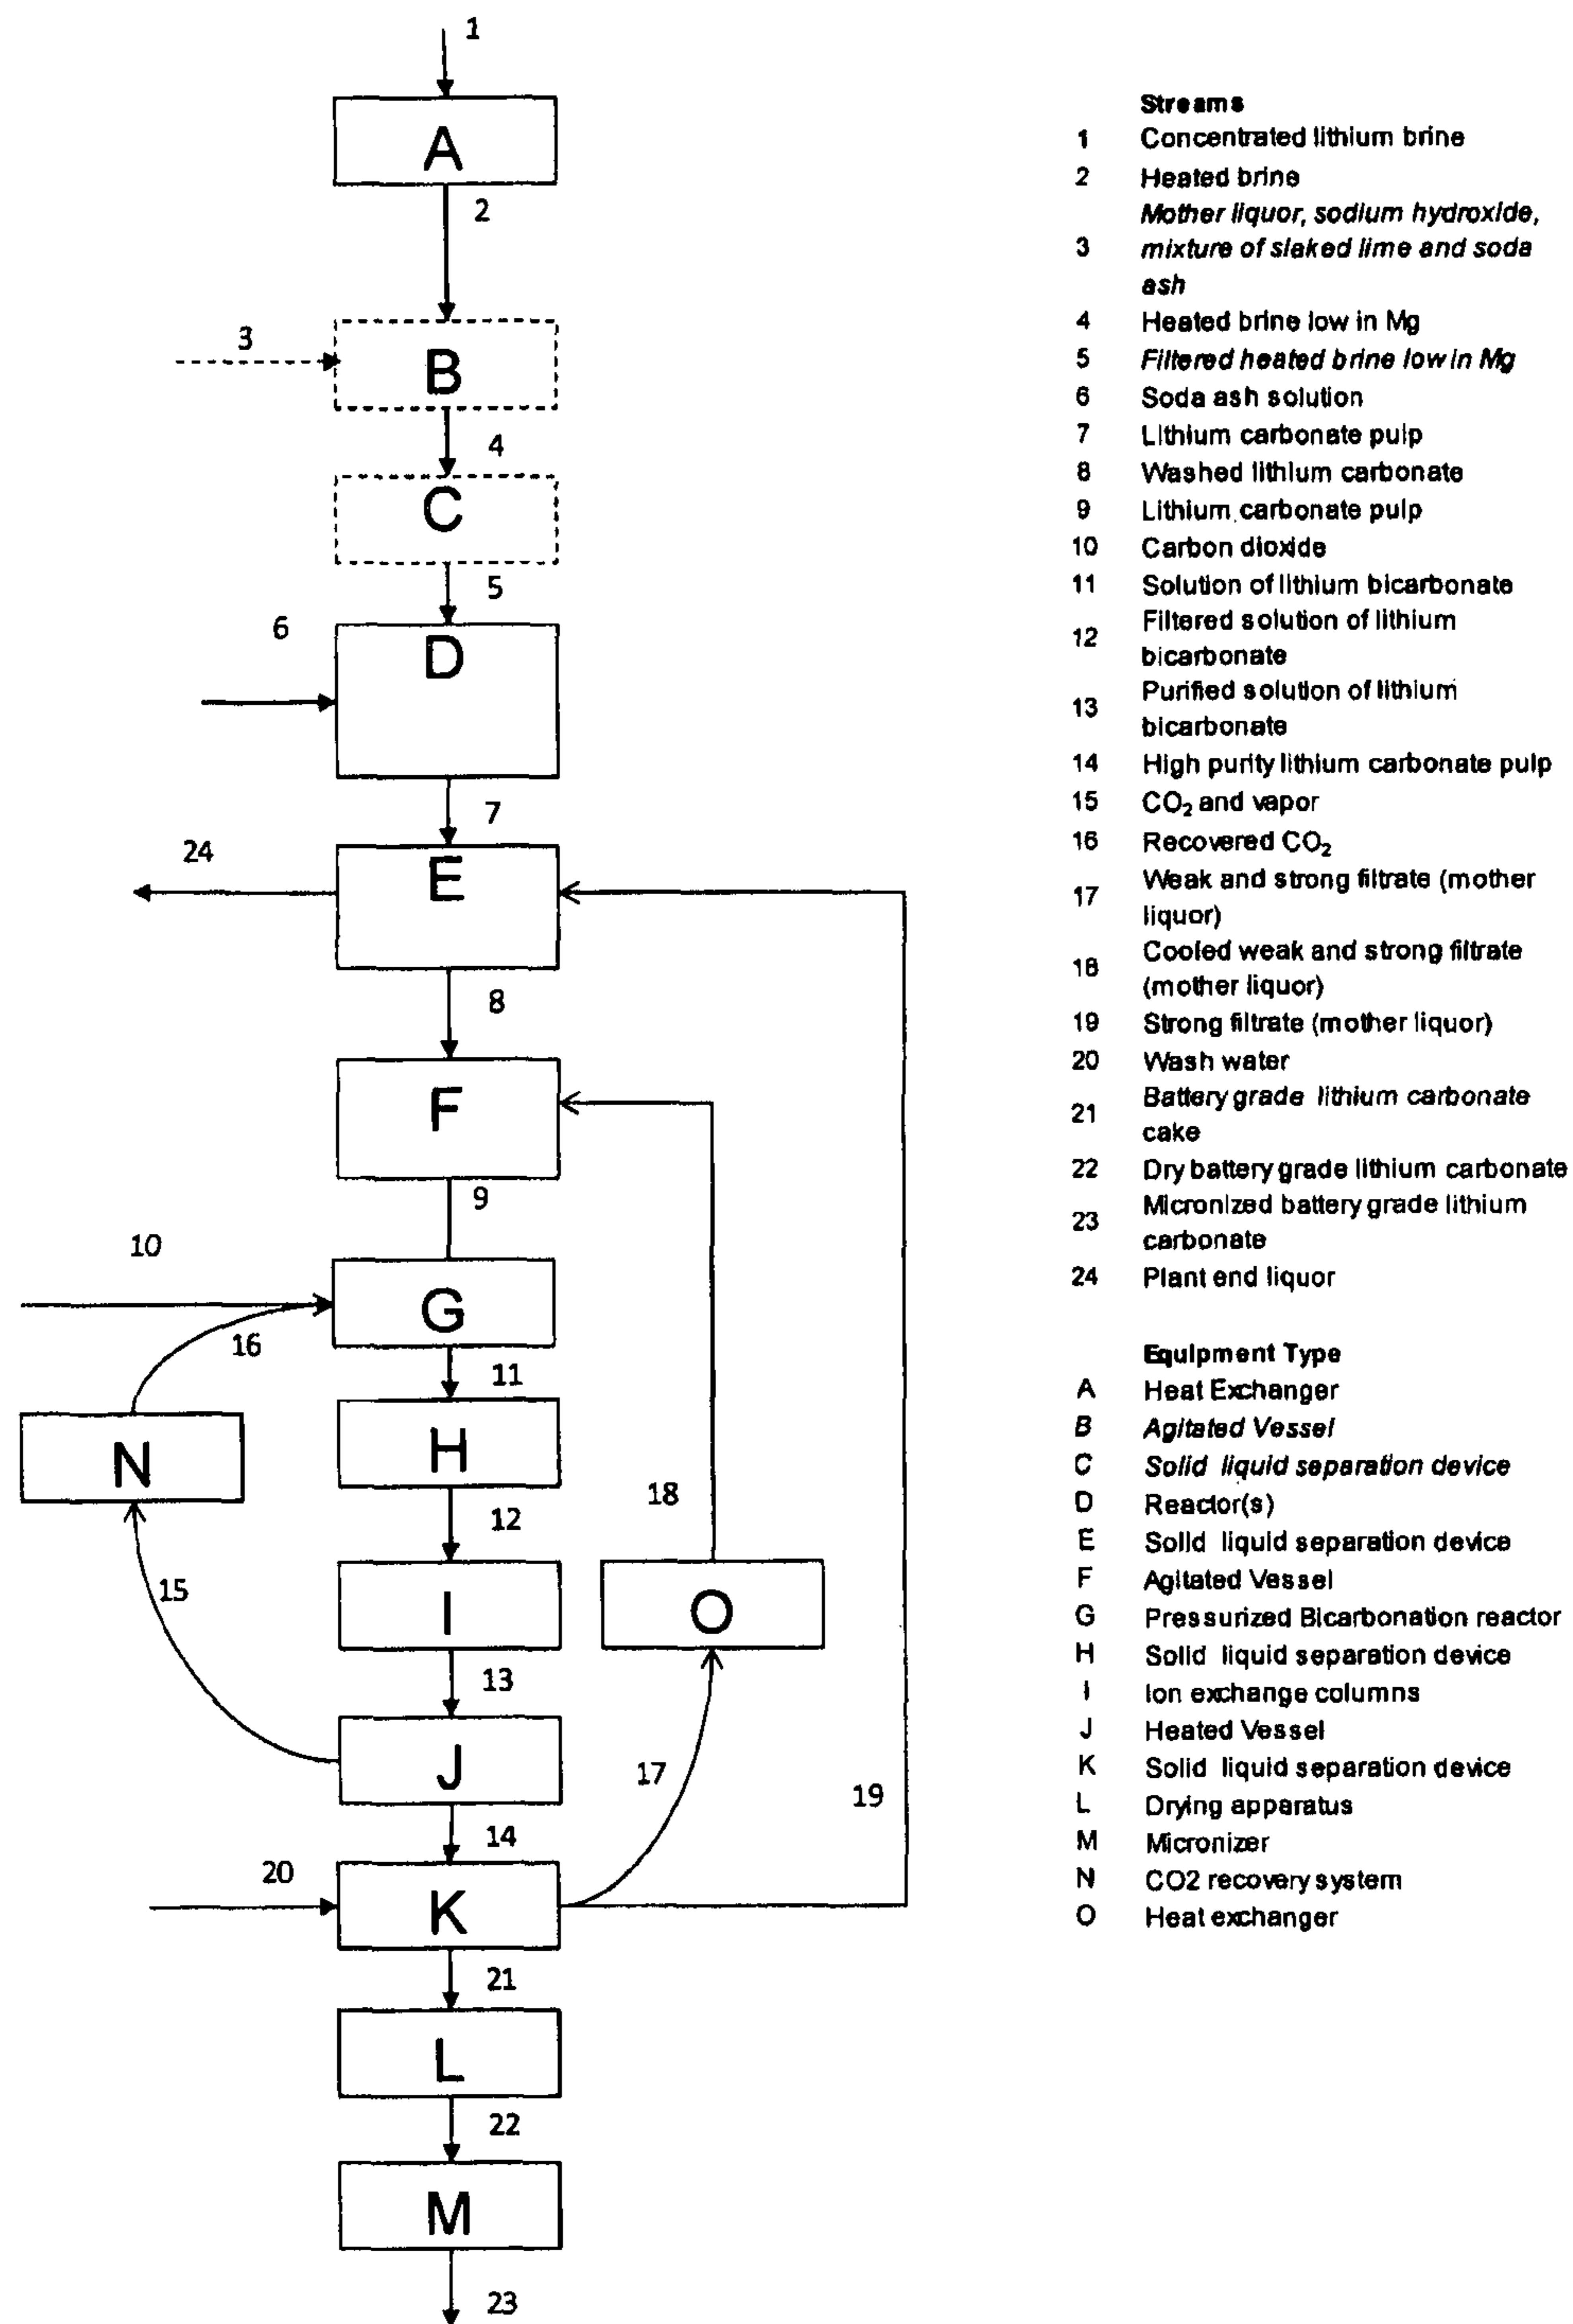 1
A
2
3
B
4
C
5
6
D
7
24
E
8
F
9
10
G
16
11
N
H
18
12
15
I
O
13
J
17
19
14
20
K
21
L
22
M
23
Streams
1 Concentrated lithium brine
2 Heated brine
Mother liquor, sodium hydroxide,
3 mixture of slaked lime and soda
ash
4 Heated brine low in Mg
5 Filtered heated brine low in Mg
6 Soda ash solution
7 Lithium carbonate pulp
8 Washed lithium carbonate
9 Lithium carbonate pulp
10 Carbon dioxide
11 Solution of lithium bicarbonate
Filtered solution of lithium
12
bicarbonate
Purified solution of lithium
13
bicarbonate
14 High purity lithium carbonate pulp
15 CO₂ and vapor
16 Recovered CO₂
Weak and strong filtrate (mother
17
liquor)
Cooled weak and strong filtrate
18
(mother liquor)
19 Strong filtrate (mother liquor)
20 Wash water
Battery grade lithium carbonate
21
cake
22 Dry battery grade lithium carbonate
Micronized battery grade lithium
23
carbonate
24 Plant end liquor
Equipment Type
A Heat Exchanger
B Agitated Vessel
C Solid liquid separation device
D Reactor(s)
E Solid liquid separation device
F Agitated Vessel
G Pressurized Bicarbonation reactor
H Solid liquid separation device
I Ion exchange columns
J Heated Vessel
K Solid liquid separation device
L Drying apparatus
M Micronizer
N CO2 recovery system
O Heat exchanger